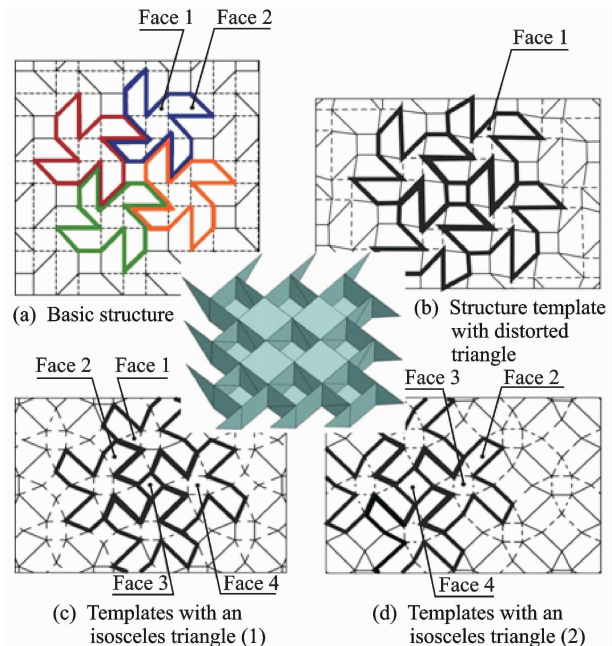 Face 1
Face 2
Face 1
(a) Basic structure
(b) Structure template
with distorted
triangle
Face 2
Face 1
Face 3
Face 2
Face 3
Face 4
Face 4
(c) Templates with an
isosceles triangle (1)
(d) Templates with an
isosceles triangle (2)